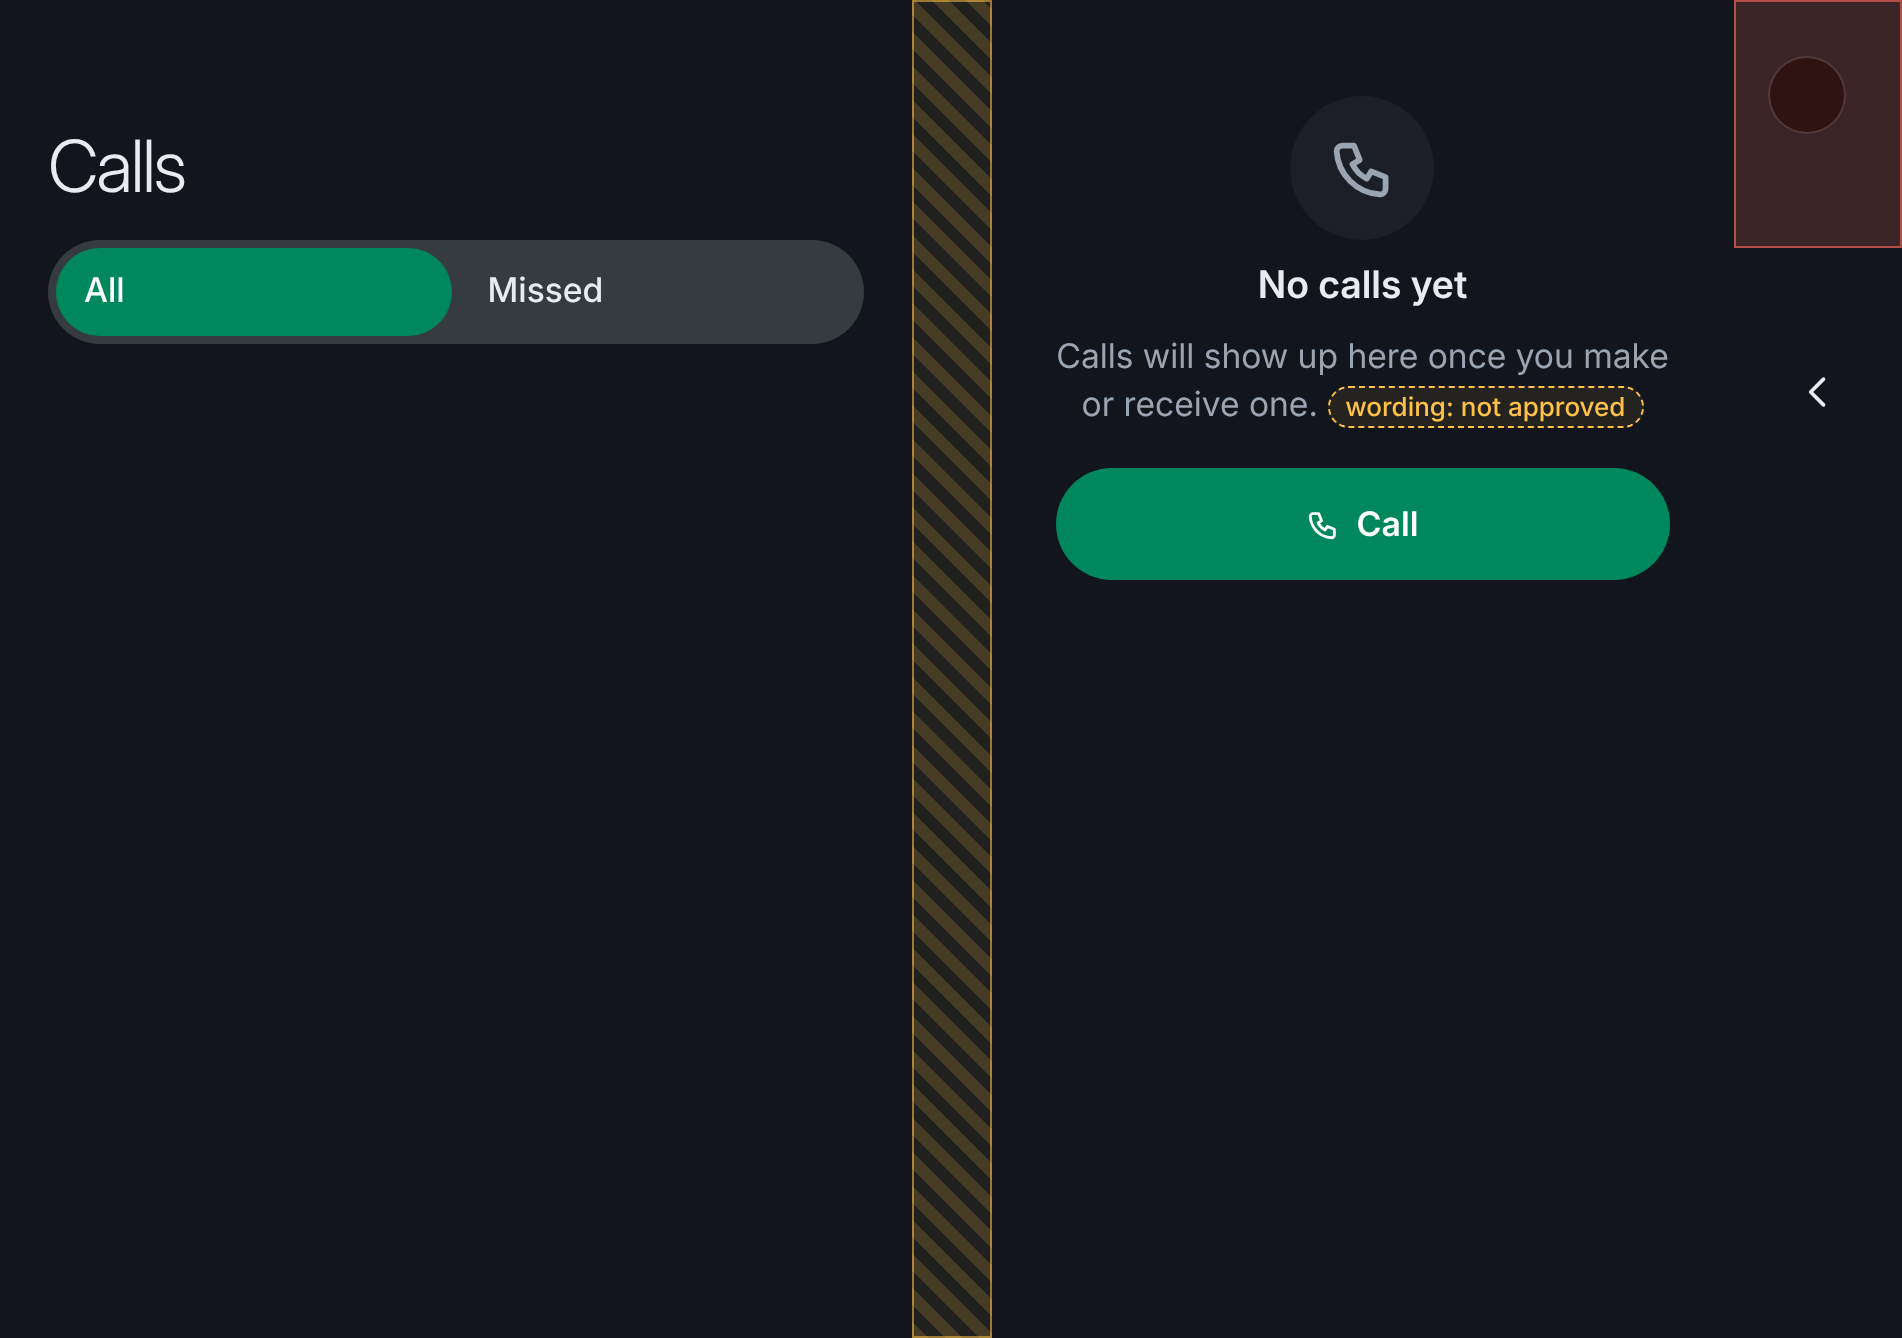 Calls
All
Missed
No calls yet
Calls will show up here once you make
or receive one. wording: not approved
Call